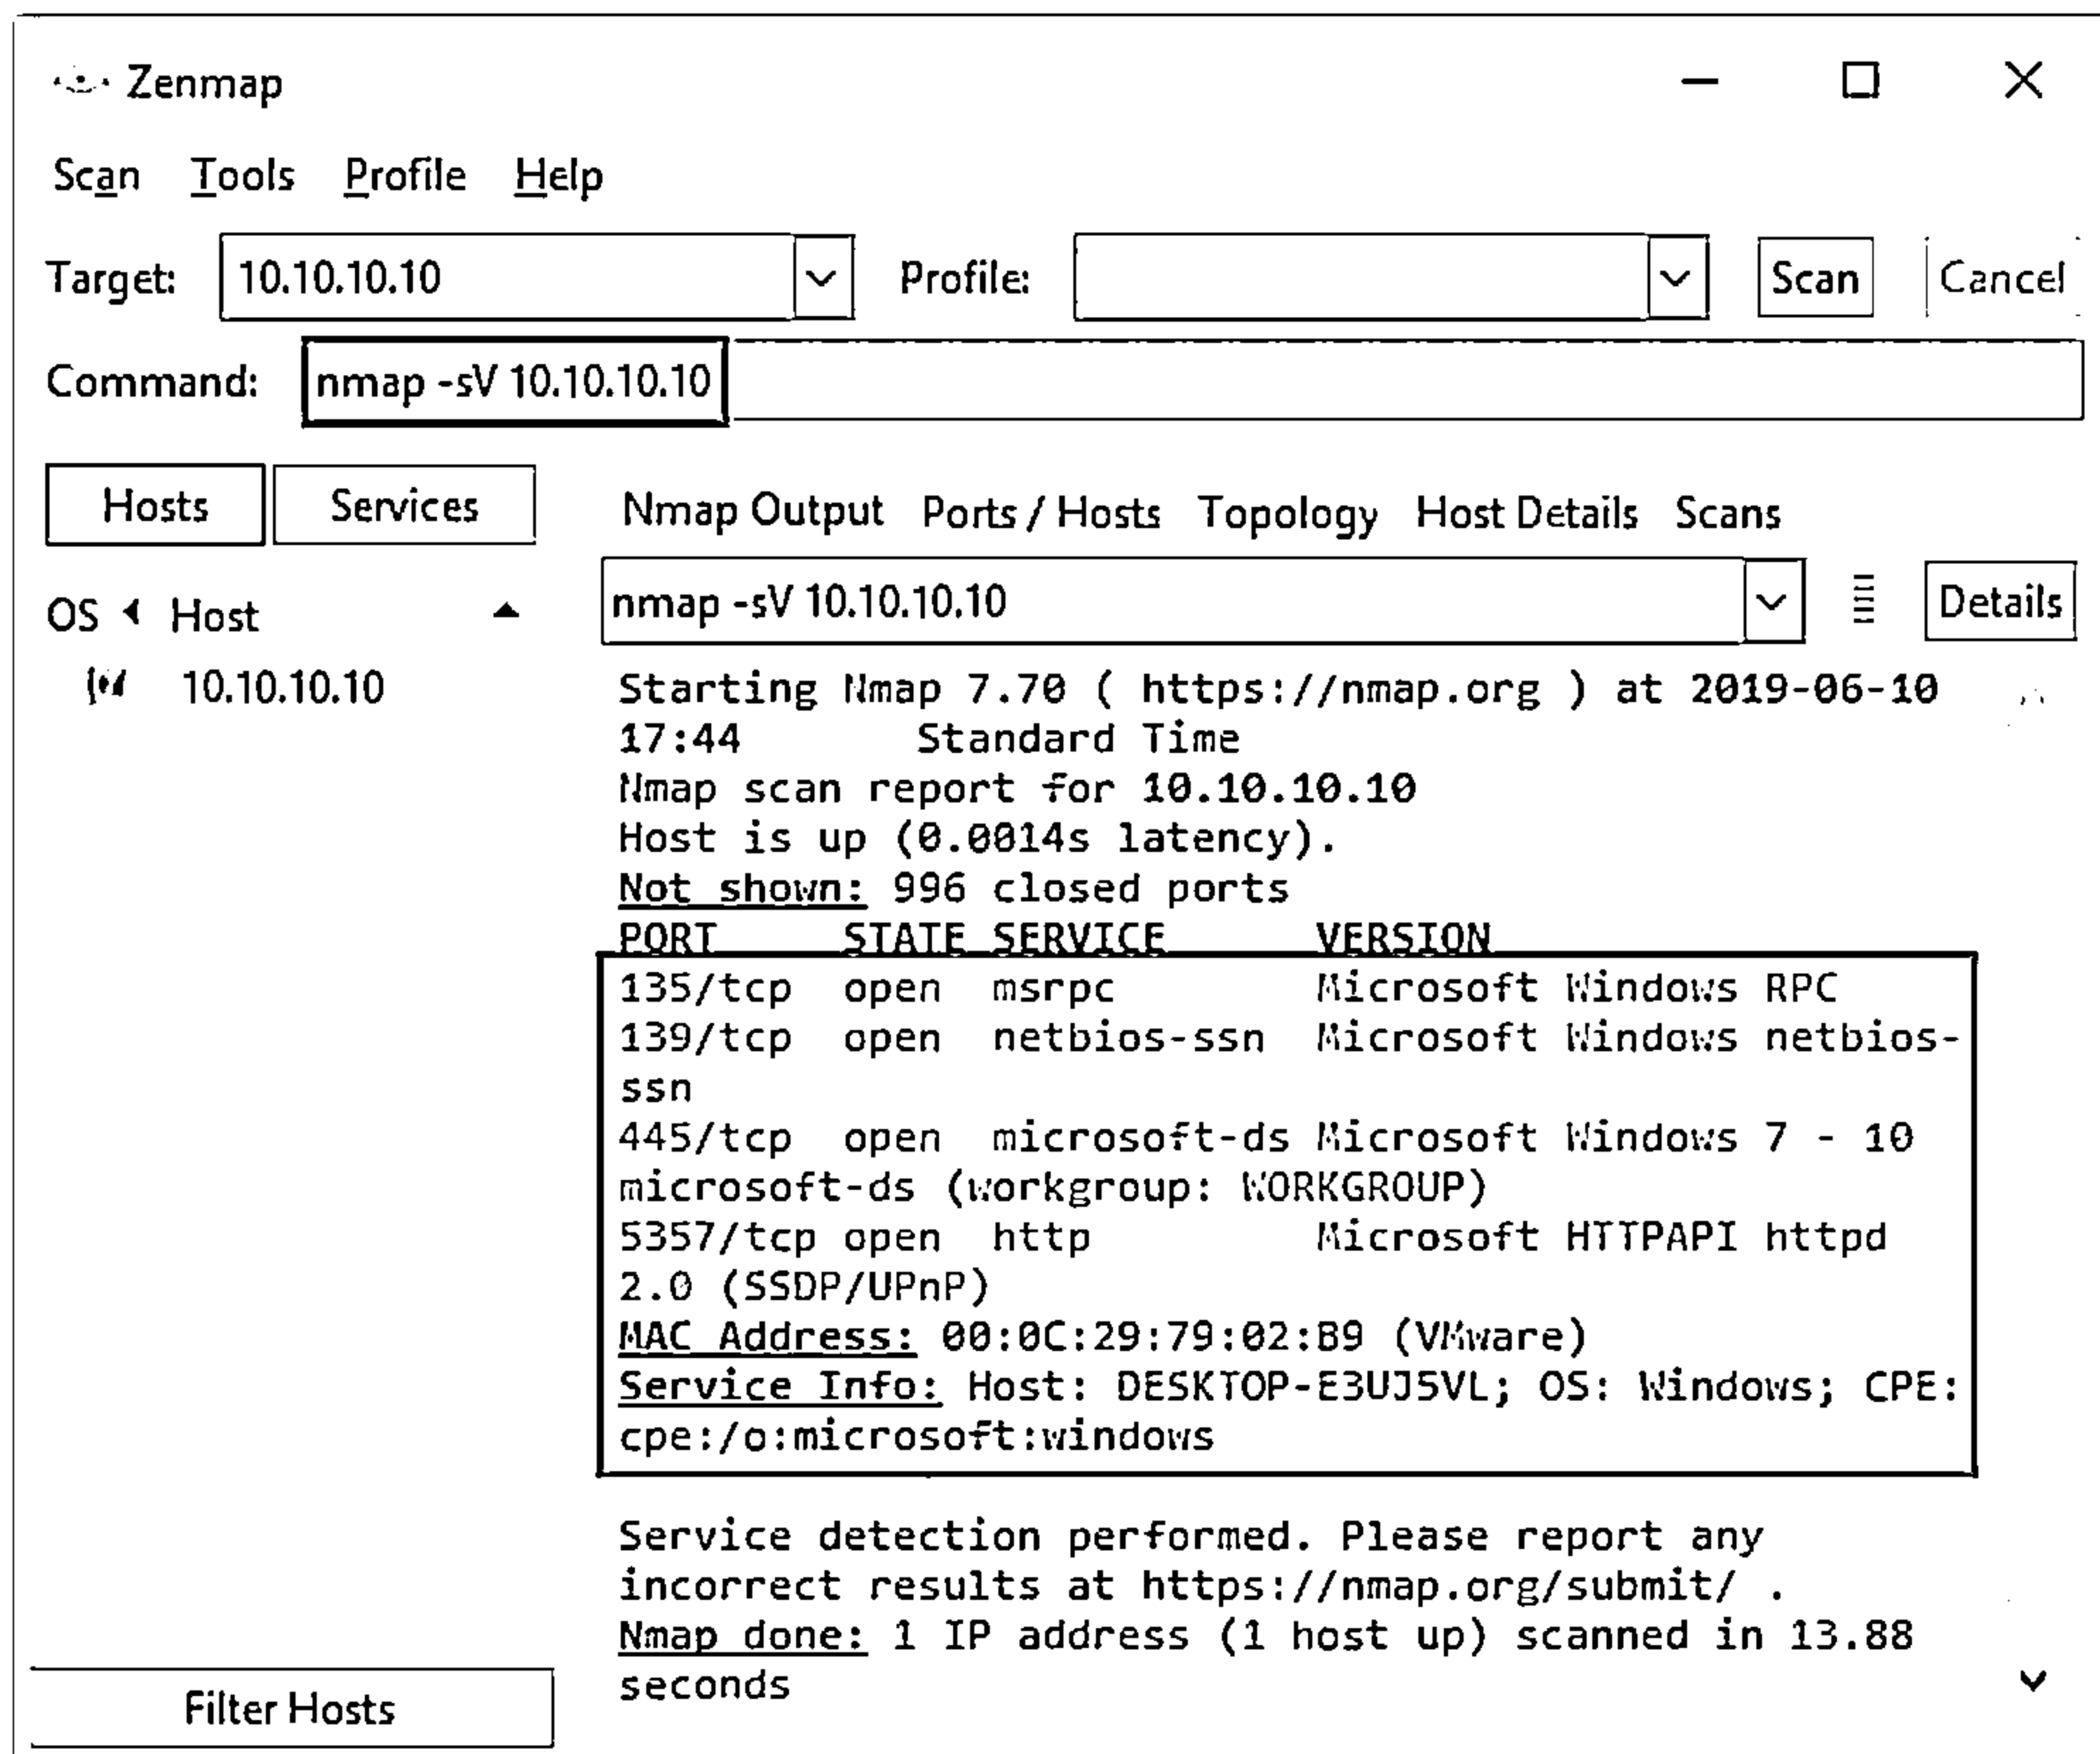 Zenmap
Scan Tools Profile Help
Target: 10.10.10.10 Profile: Scan Cancel
Command: nmap -sV 10.10.10.10
Hosts Services Nmap Output Ports / Hosts Topology Host Details Scans
nmap -sV 10.10.10.10 Details
OS Host
10.10.10.10
Starting Nmap 7.70 ( https://nmap.org ) at 2019-06-10
17:44 Standard Time
Nmap scan report for 10.10.10.10
Host is up (0.0014s latency).
Not shown: 996 closed ports
PORT STATE SERVICE VERSION
135/tcp open msrpc Microsoft Windows RPC
139/tcp open netbios-ssn Microsoft Windows netbios-
ssn
445/tcp open microsoft-ds Microsoft Windows 7 - 10
microsoft-ds (workgroup: WORKGROUP)
5357/tcp open http Microsoft HTTPAPI httpd
2.0 (SSDP/UPnP)
MAC Address: 00:0C:29:79:02:B9 (VMware)
Service Info: Host: DESKTOP-E3UJ5VL; OS: Windows; CPE:
cpe:/o:microsoft:windows
Service detection performed. Please report any
incorrect results at https://nmap.org/submit/ .
Nmap done: 1 IP address (1 host up) scanned in 13.88
seconds
Filter Hosts